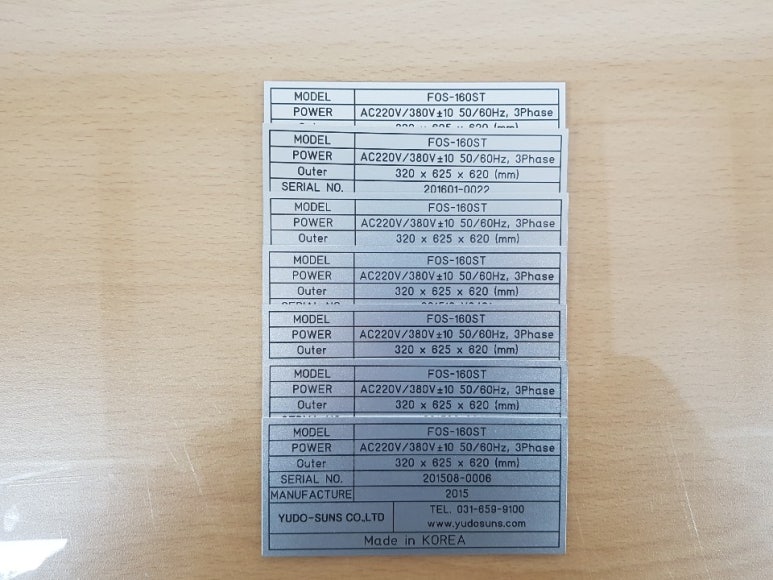 MODEL FOS-160ST
POWER AC220V/380V±10 50/60Hz, 3Phase
MODEL FOS-160ST
POWER AC220V/380V±10 50/60Hz, 3Phase
Outer 320 x 625 x 620 (mm)
SERIAL NO. 201601-0022
MODEL FOS-160ST
POWER AC220V/380V±10 50/60Hz, 3Phase
Outer 320 x 625 x 620 (mm)
MODEL FOS-160ST
POWER AC220V/380V±10 50/60Hz, 3Phase
Outer 320 x 625 x 620 (mm)
MODEL FOS-160ST
POWER AC220V/380V±10 50/60Hz, 3Phase
Outer 320 x 625 x 620 (mm)
MODEL FOS-160ST
POWER AC220V/380V±10 50/60Hz, 3Phase
Outer 320 x 625 x 620 (mm)
MODEL FOS-160ST
POWER AC220V/380V±10 50/60Hz, 3Phase
Outer 320 x 625 x 620 (mm)
SERIAL NO. 201508-0006
MANUFACTURE 2015
YUDO-SUNS CO.,LTD
TEL. 031-659-9100
www.yudosuns.com
Made in KOREA